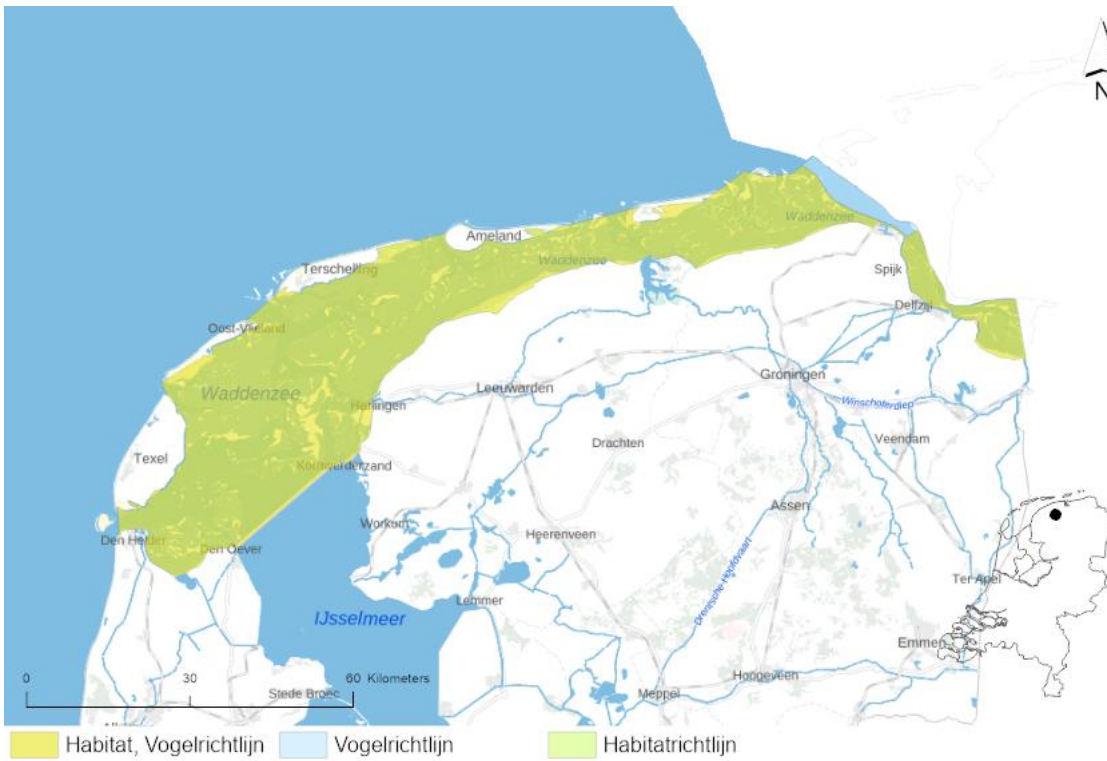 N
Ameland
Waddenzee
Terschelling
Waddenzee
Spijk
Oost-Vlieland
Delfzijl
Waddenzee
Groningen
Leeuwarden
Harlingen
Winschoterdiep
Drachten
Veendam
Texel
Kornwerderzand
Assen
Workum
Den Helder
Heerenveen
Den Oever
Drentsche Hoofdvaart
Ter Apel
Lemmer
IJsselmeer
Emmen
Hoogeveen
0 30 60 Kilometers
Stede Broec
Meppel
Habitat, Vogelrichtlijn Vogelrichtlijn Habitatrichtlijn